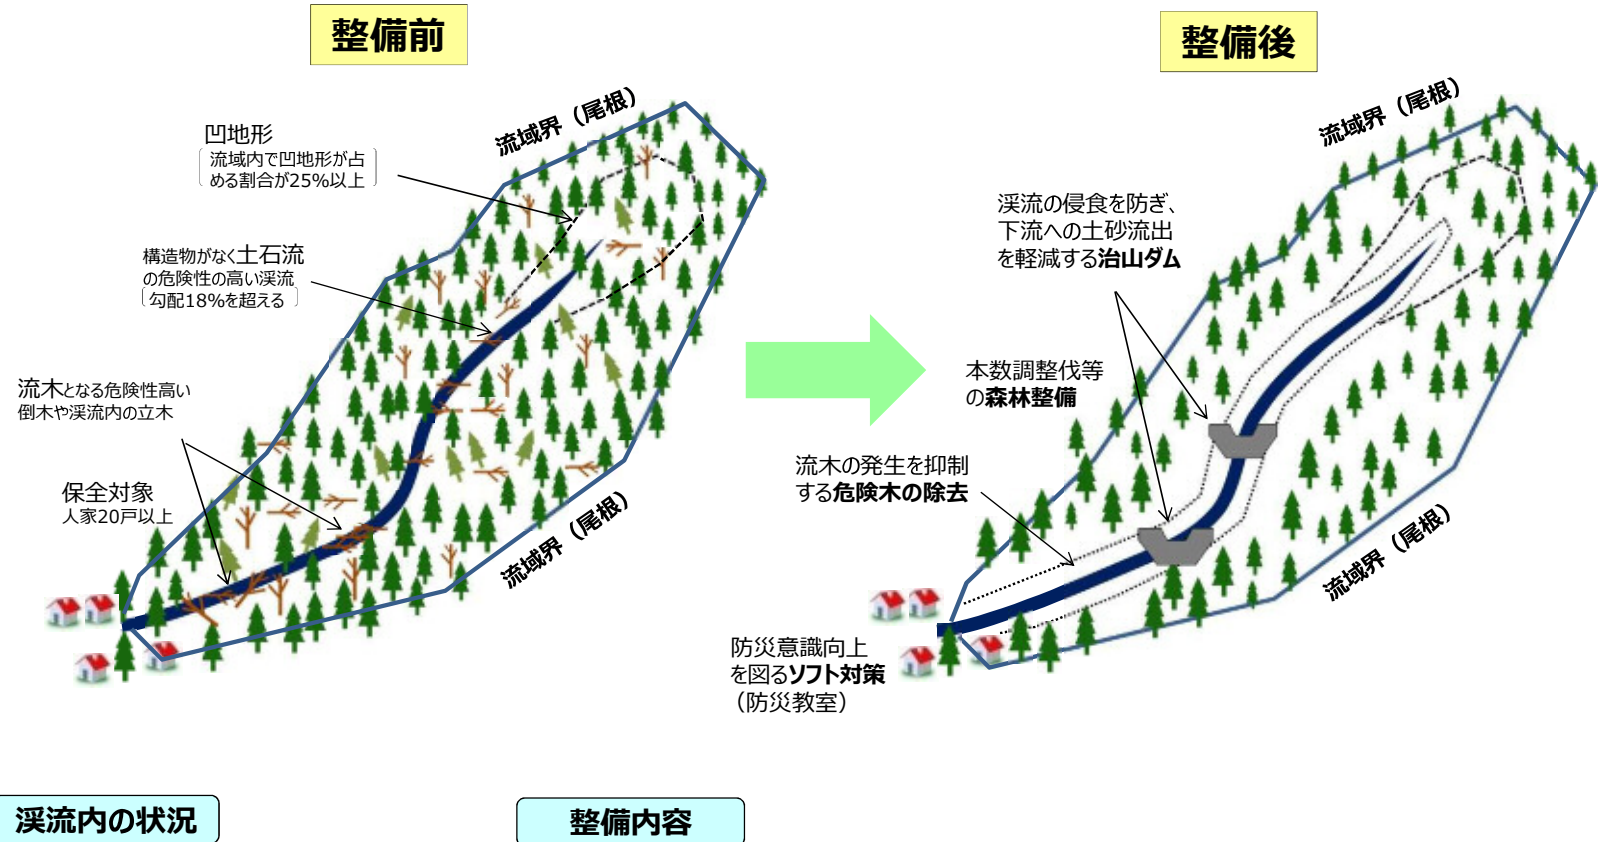 整備前
整備後
流域界（尾根）
凹地形
流域内で凹地形が占
める割合が25%以上
構造物がなく土石流
の危険性の高い渓流
勾配18%を超える
流木となる危険性高い
倒木や渓流内の立木
保全対象
人家20戸以上
流域界（尾根）
流域界（尾根）
渓流の侵食を防ぎ、
下流への土砂流出
を軽減する治山ダム
本数調整伐等
の森林整備
流木の発生を抑制
する危険木の除去
流域界（尾根）
防災意識向上
を図るソフト対策
（防災教室）
渓流内の状況
整備内容